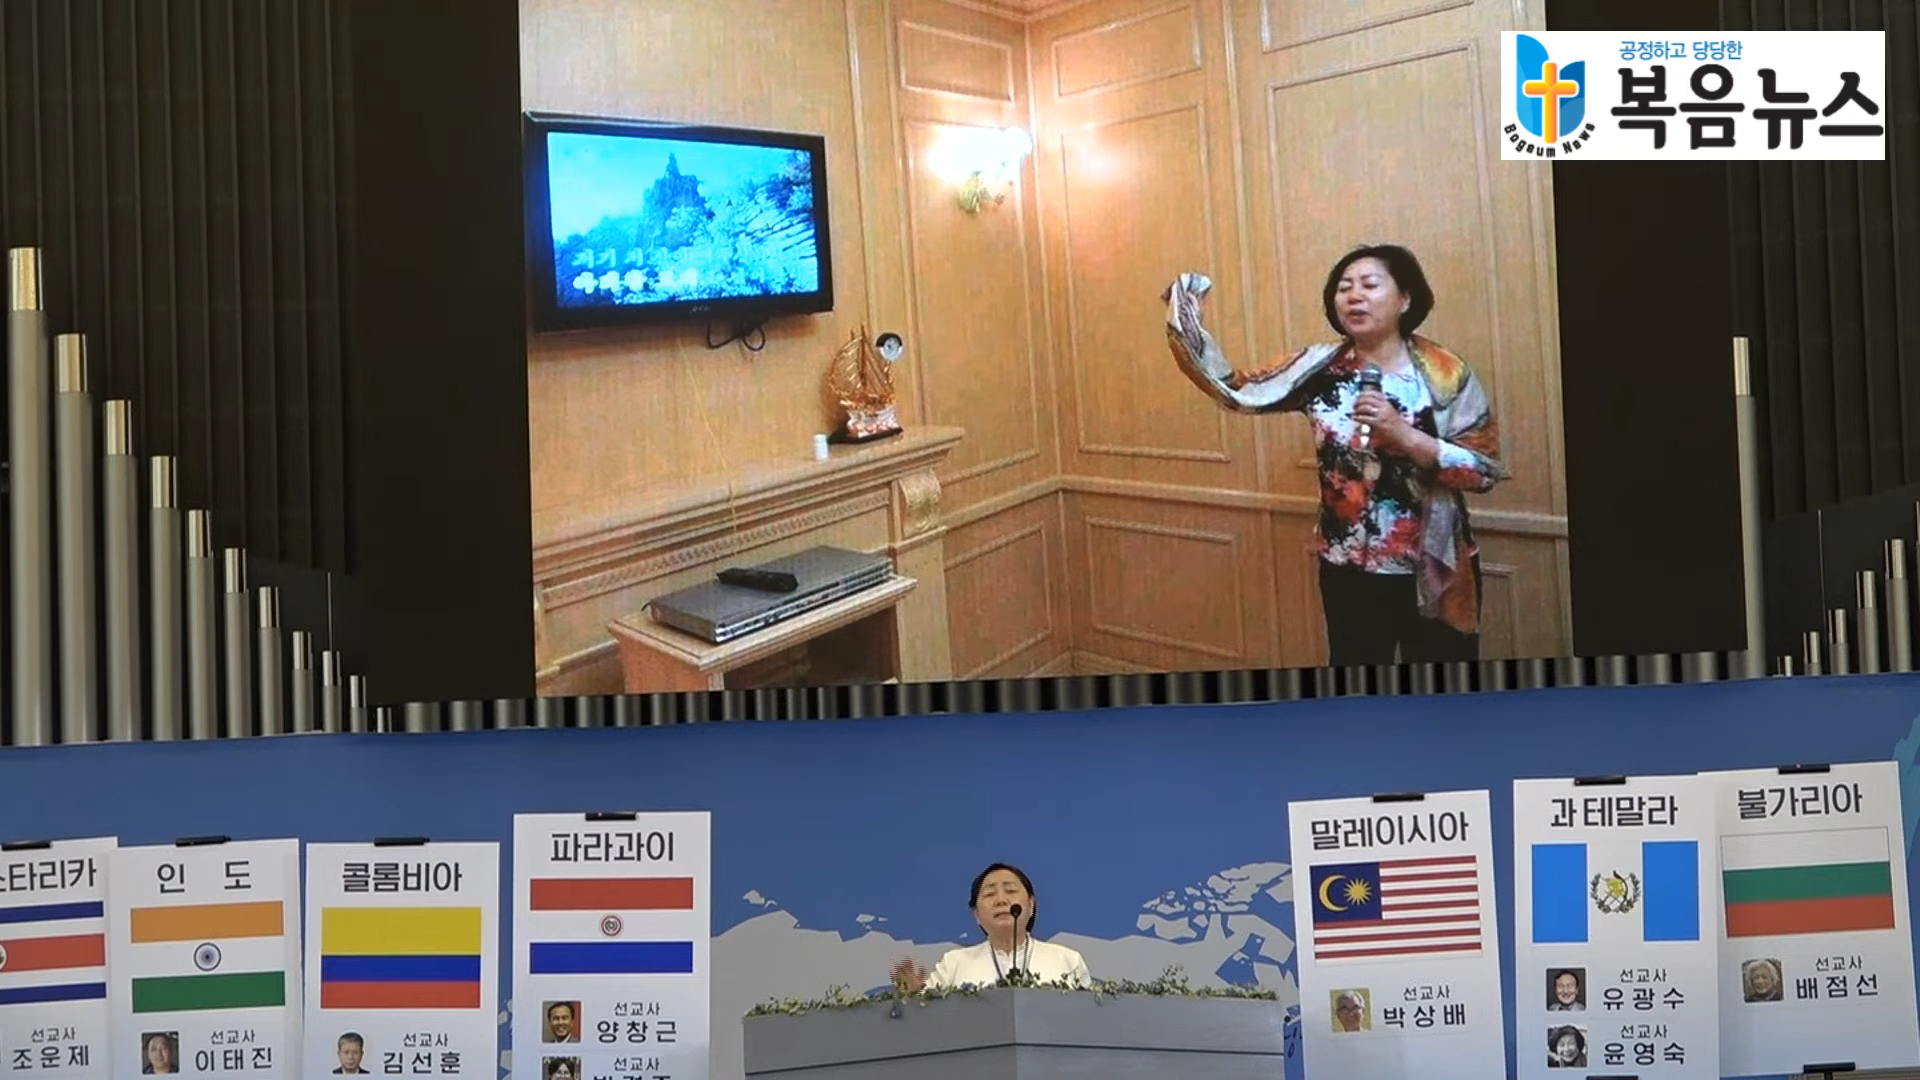 공정하고 당당한
복음뉴스
Bogeum News
스타리카
선교사
조운제
인 도
선교사
이태진
콜롬비아
선교사
김선훈
파라과이
선교사
양창근
선교사
말레이시아
선교사
박상배
과테말라
선교사
유광수
선교사
윤영숙
불가리아
선교사
배점선